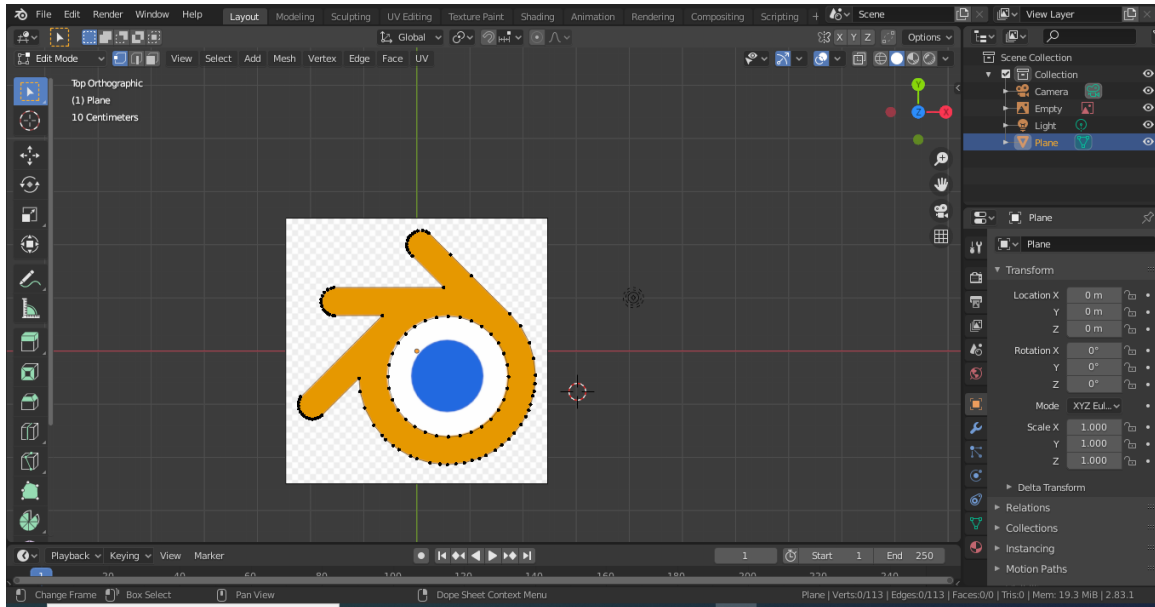 File Edit Render Window Help Layout Modeling Sculpting UV Editing Texture Paint Shading Animation Rendering Compositing Scripting + Scene View Layer
Global X Y Z Options
Edit Mode View Select Add Mesh Vertex Edge Face UV
Top Orthographic
(1) Plane
10 Centimeters
Y
Z
X
Scene Collection
Collection
Camera
Empty
Light
Plane
Plane
Plane
Transform
Location X 0 m
Y 0 m
Z 0 m
Rotation X 0°
Y 0°
Z 0°
Mode XYZ Eul...
Scale X 1.000
Y 1.000
Z 1.000
Delta Transform
Relations
Collections
Instancing
Motion Paths
Playback Keying View Marker 1 Start 1 End 250
1 20 40 60 80 100 120 140 160 180 200 220 240
Change Frame Box Select Pan View Dope Sheet Context Menu Plane | Verts:0/113 | Edges:0/113 | Faces:0/0 | Tris:0 | Mem: 19.3 MiB | 2.83.1